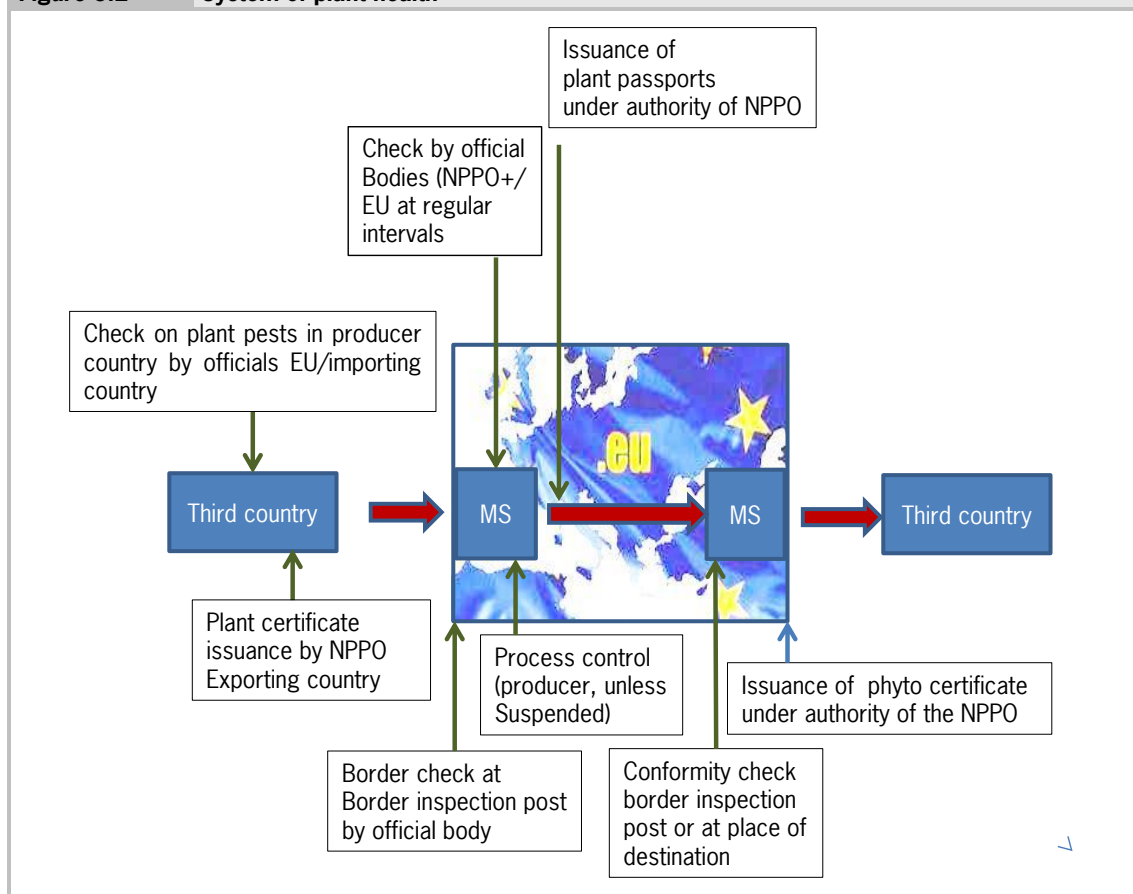 Issuance of
plant passports
under authority of NPPO
Check by official
Bodies (NPPO+/
EU at regular
intervals
Check on plant pests in producer
country by officials EU/importing
country
.eu
Third country
MS
MS
Third country
Plant certificate
issuance by NPPO
Exporting country
Process control
(producer, unless
Suspended)
Issuance of phyto certificate
under authority of the NPPO
Border check at
Border inspection post
by official body
Conformity check
border inspection
post or at place of
destination